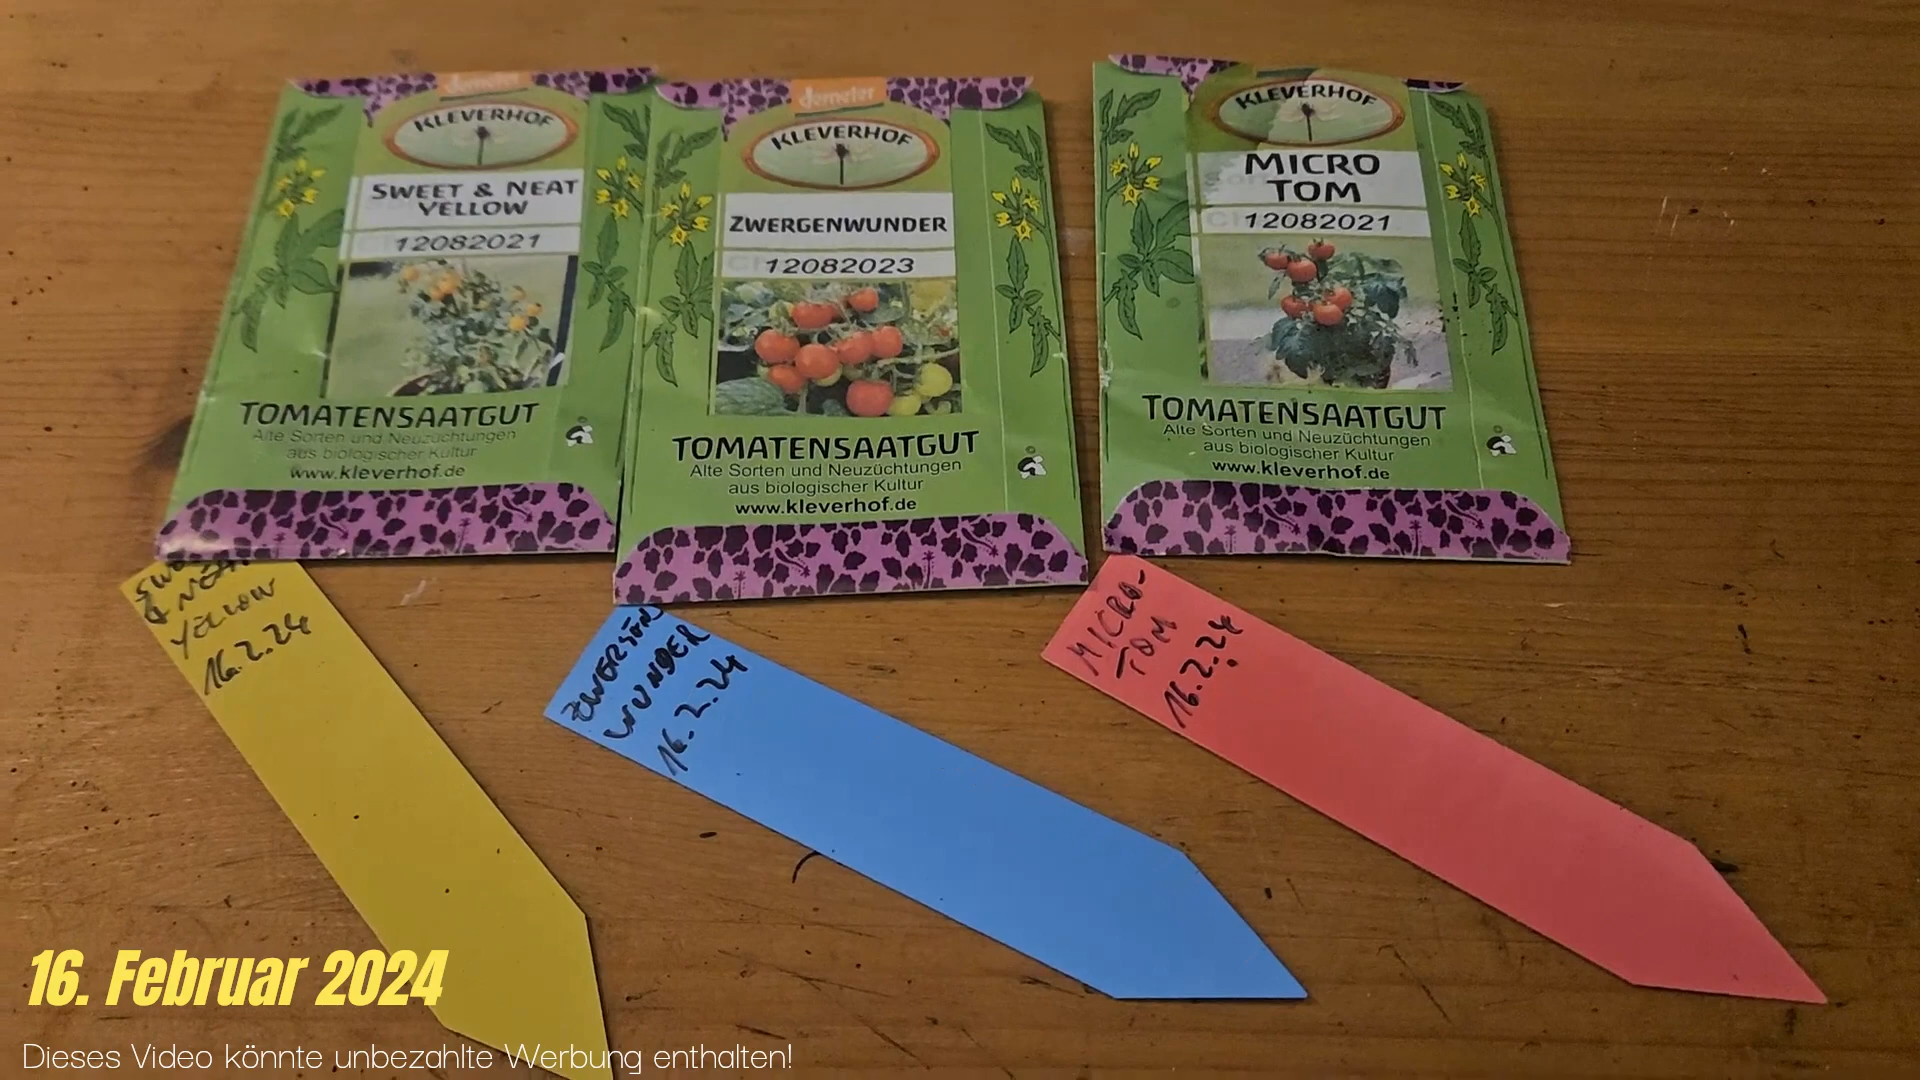 demeter
KLEVERHOF
SWEET & NEAT
YELLOW
12082021
TOMATENSAATGUT
Alte Sorten und Neuzüchtungen
aus biologischer Kultur
www.kleverhof.de
demeter
KLEVERHOF
ZWERGENWUNDER
12082023
TOMATENSAATGUT
Alte Sorten und Neuzüchtungen
aus biologischer Kultur
www.kleverhof.de
KLEVERHOF
MICRO
TOM
12082021
TOMATENSAATGUT
Alte Sorten und Neuzüchtungen
aus biologischer Kultur
www.kleverhof.de
& NEAT
YELLOW
16.2.24
ZWERGEN
WUNDER
16.2.24
MICRO-
TOM
16.2.24
16. Februar 2024
Dieses Video könnte unbezahlte Werbung enthalten!